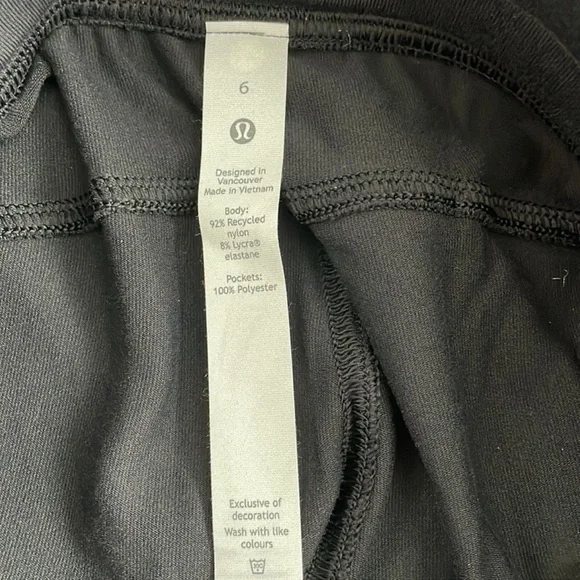 6
Designed in
Vancouver
Made in Vietnam
Body:
92% Recycled
nylon
8% Lycra®
elastane
Pockets:
100% Polyester
Exclusive of
decoration
Wash with like
colours
30C